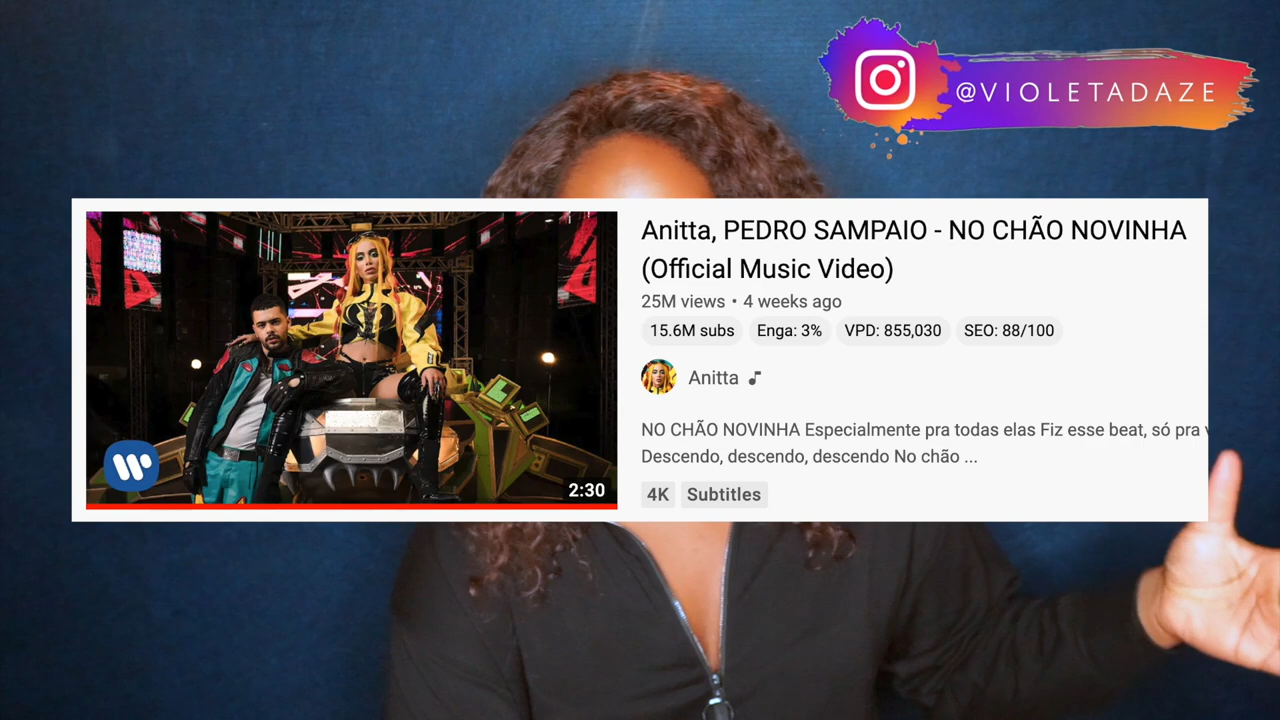 @VIOLETADAZE
Anitta, PEDRO SAMPAIO - NO CHÃO NOVINHA
(Official Music Video)
25M views • 4 weeks ago
15.6M subs Enga: 3% VPD: 855,030 SEO: 88/100
Anitta
NO CHÃO NOVINHA Especialmente pra todas elas Fiz esse beat, só pra
Descendo, descendo, descendo No chão ...
2:30
4K Subtitles